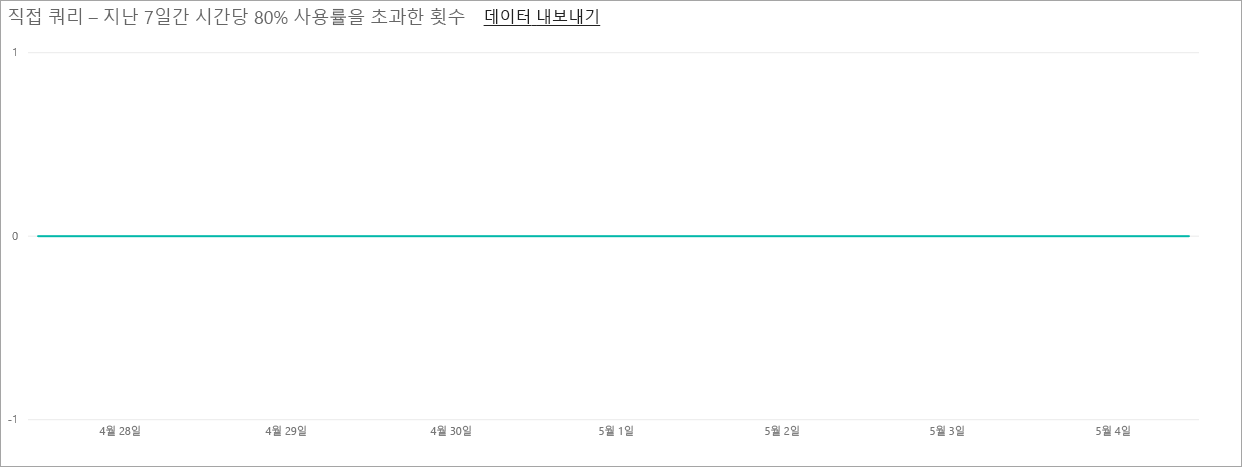 직접 쿼리 – 지난 7일간 시간당 80% 사용률을 초과한 횟수 데이터 내보내기
1
0
-1
4월 28일 4월 29일 4월 30일 5월 1일 5월 2일 5월 3일 5월 4일